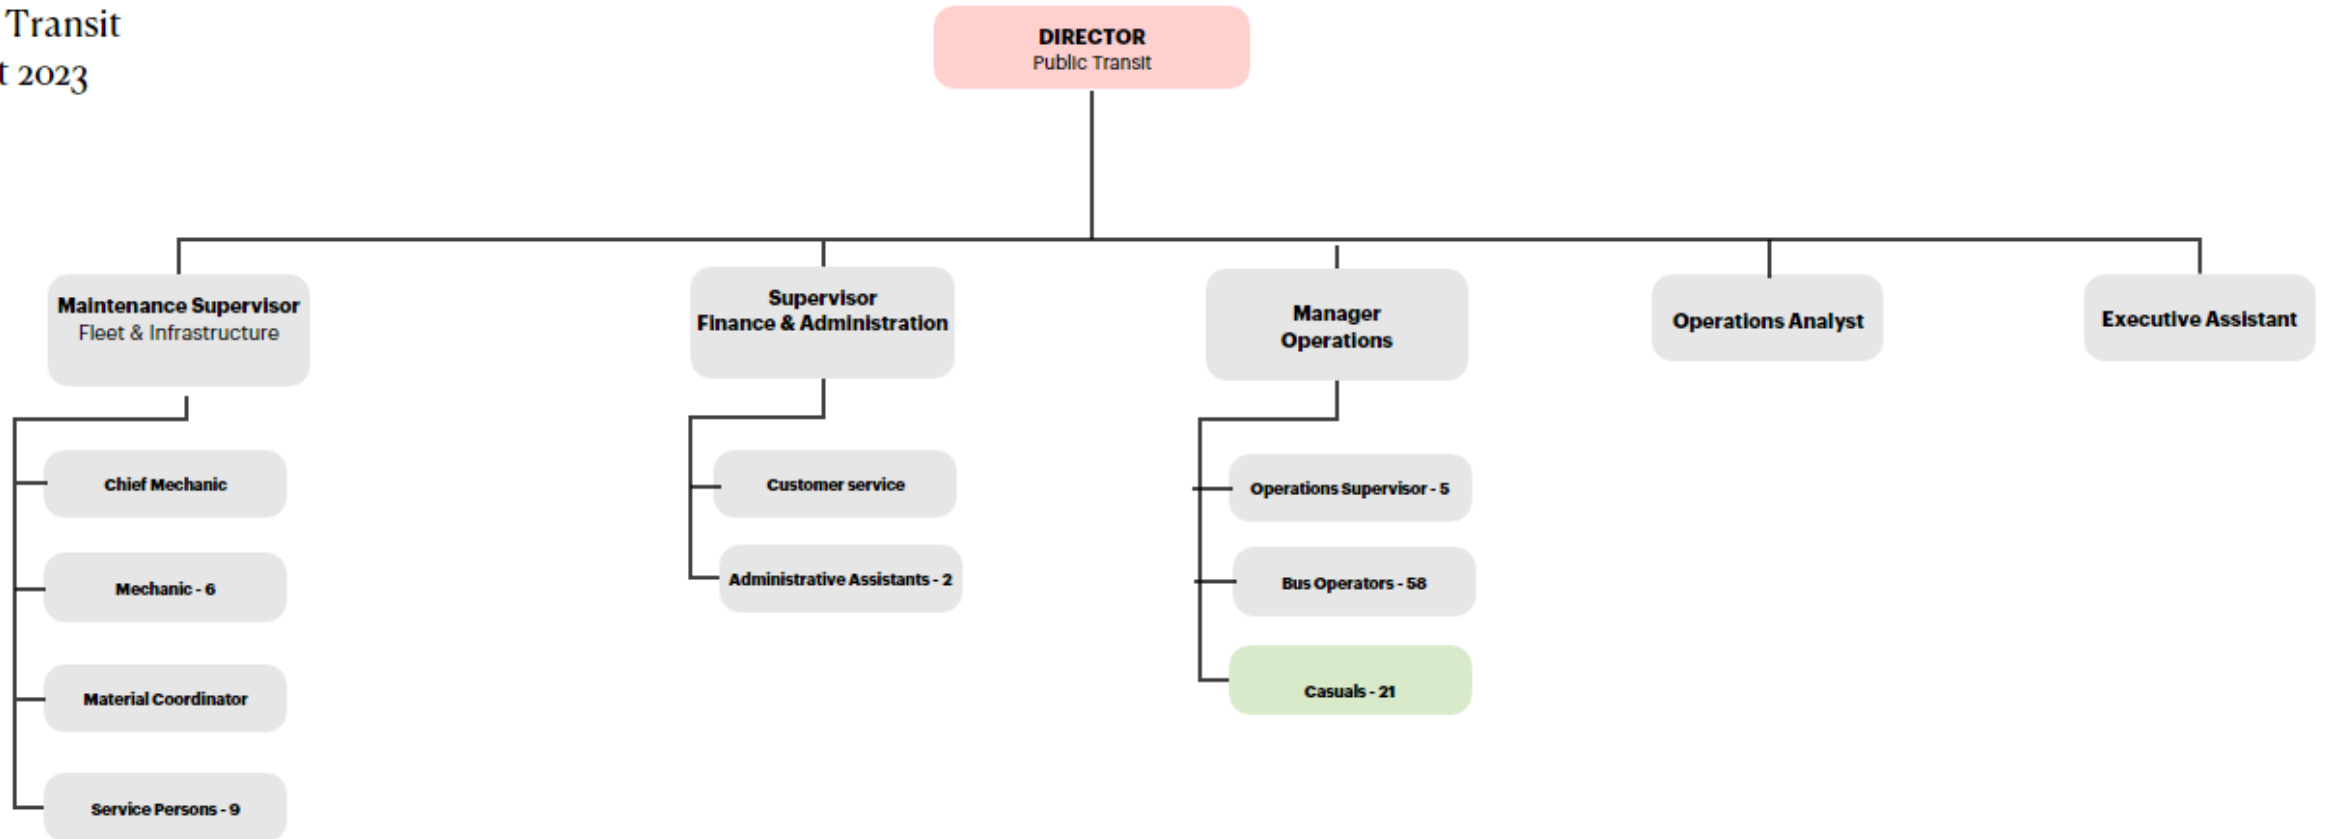 Transit
t 2023
DIRECTOR
Public Transit
Maintenance Supervisor
Fleet & Infrastructure
Supervisor
Finance & Administration
Manager
Operations
Operations Analyst
Executive Assistant
Chief Mechanic
Mechanic - 6
Material Coordinator
Service Persons - 9
Customer service
Administrative Assistants - 2
Operations Supervisor - 5
Bus Operators - 58
Casuals - 21